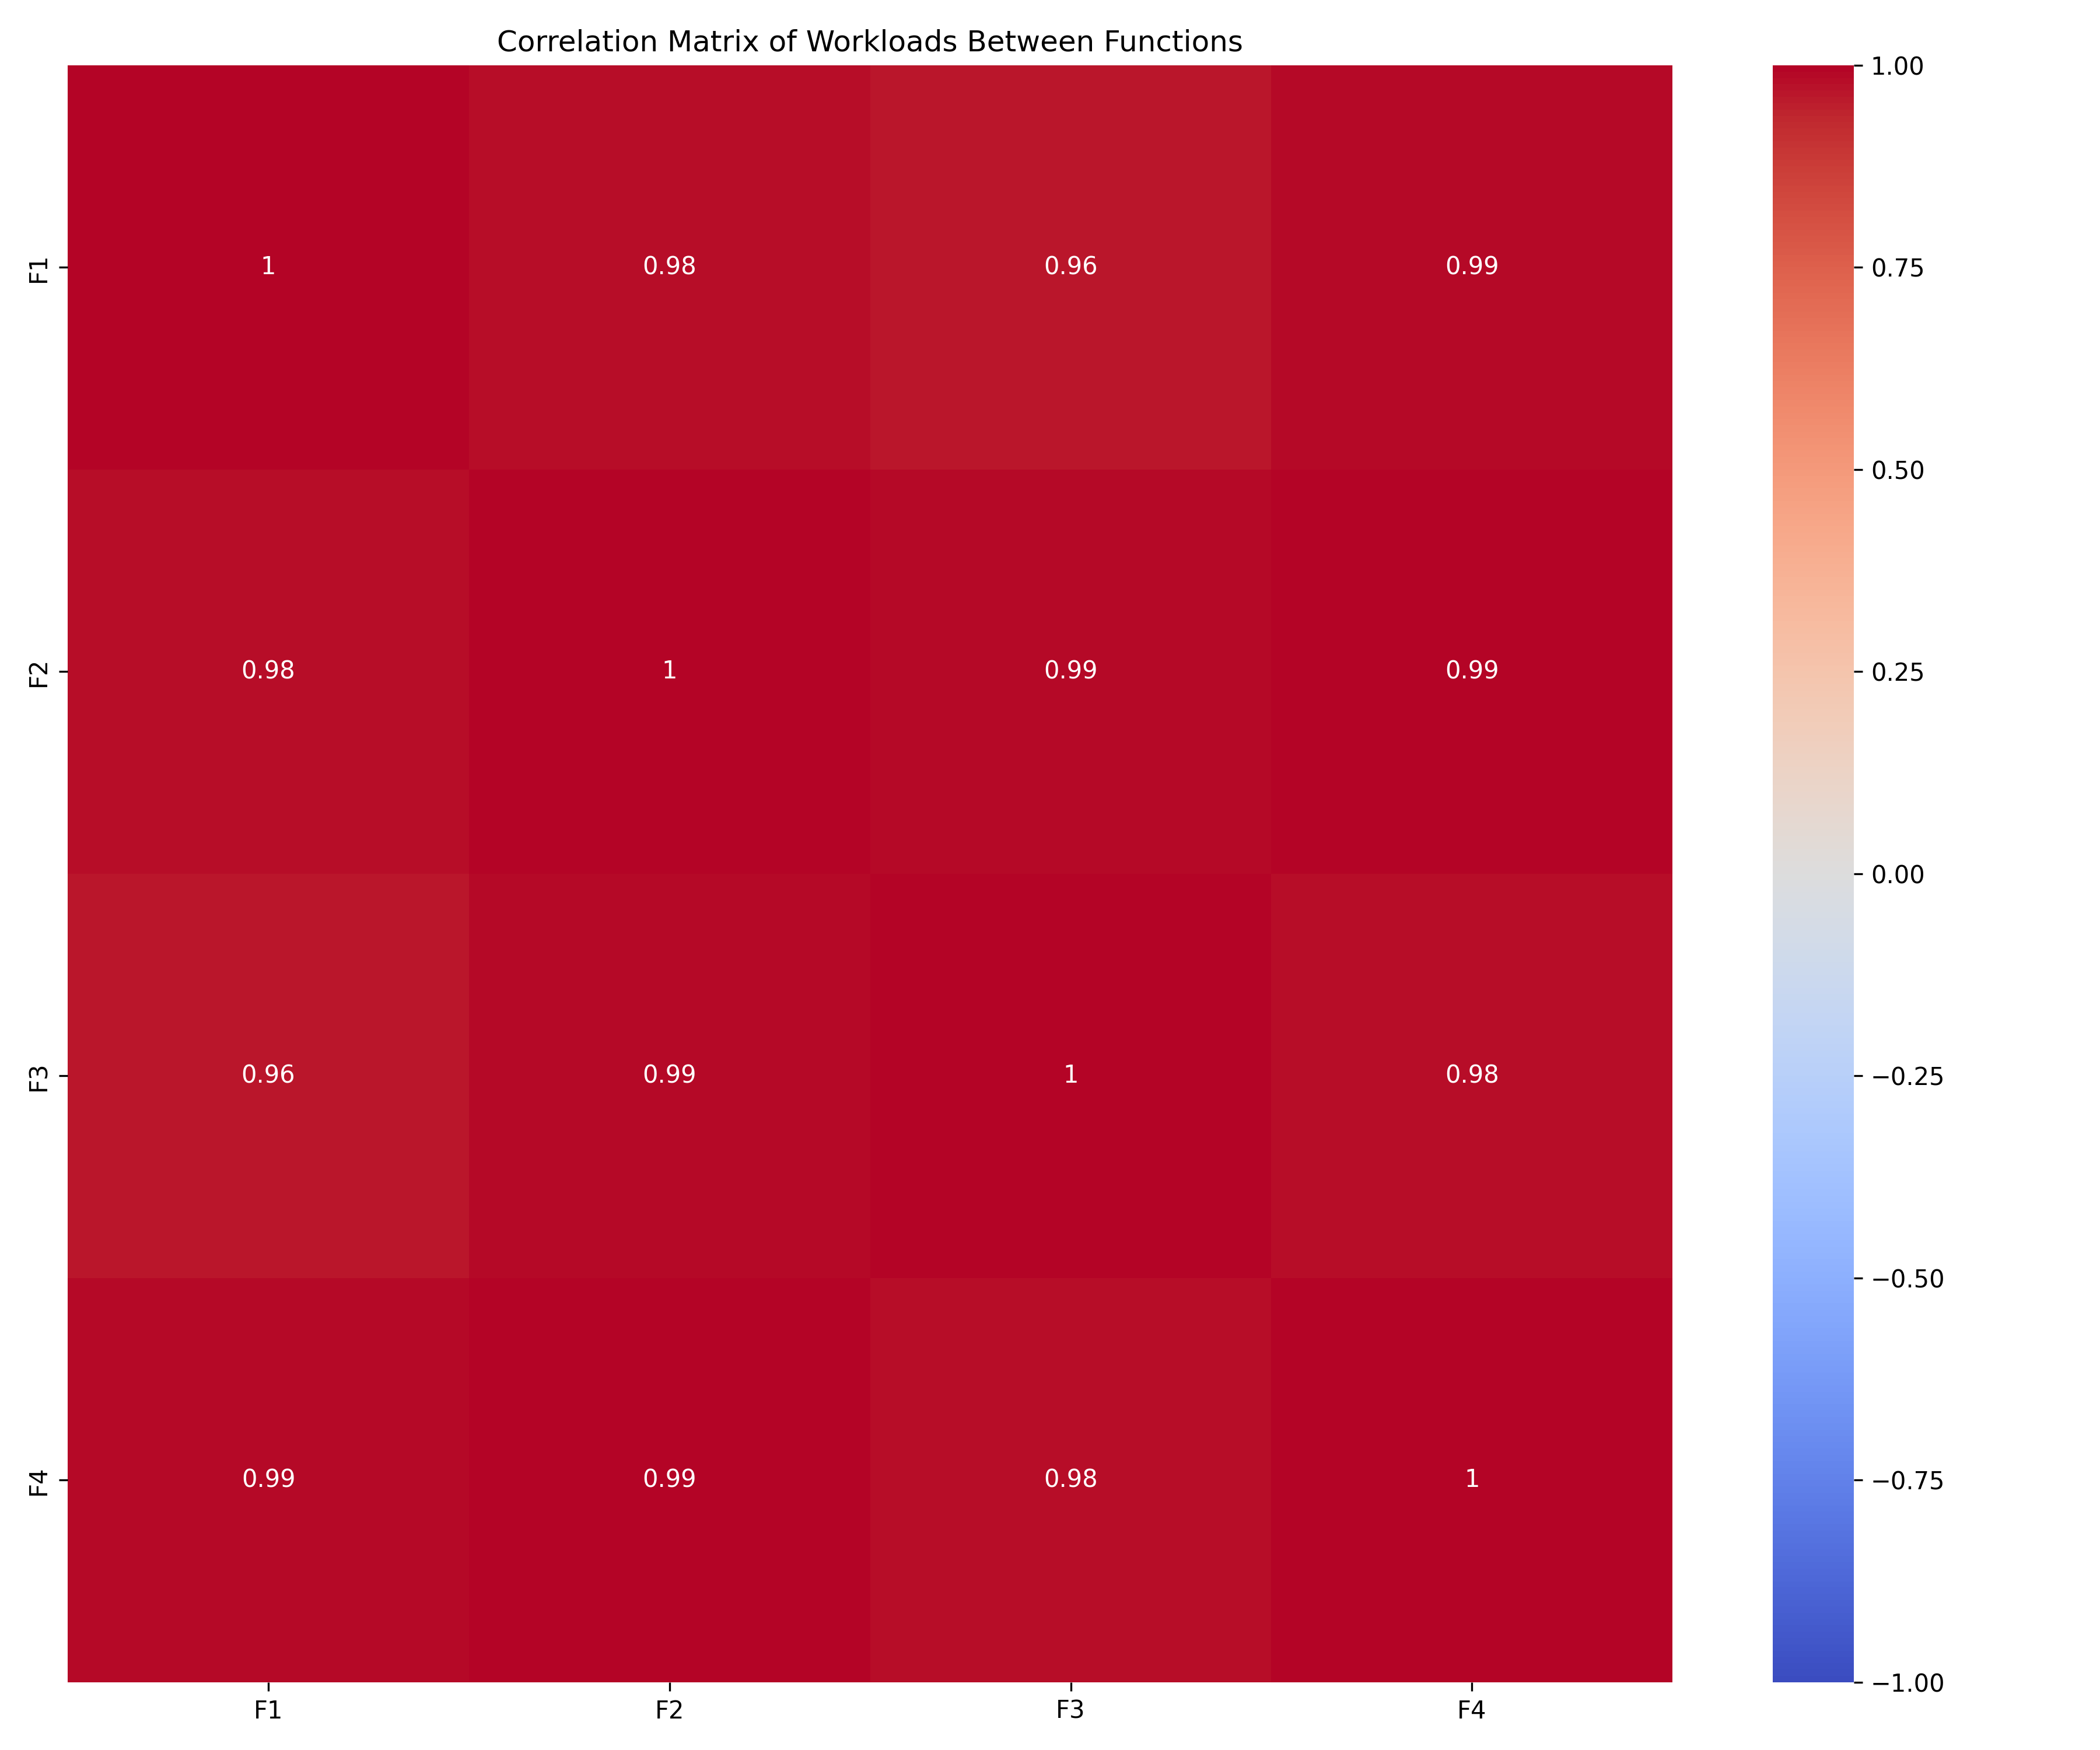 Correlation Matrix of Workloads Between Functions
F1 1 0.98 0.96 0.99
F2 0.98 1 0.99 0.99
F3 0.96 0.99 1 0.98
F4 0.99 0.99 0.98 1
F1 F2 F3 F4
1.00
0.75
0.50
0.25
0.00
−0.25
−0.50
−0.75
−1.00